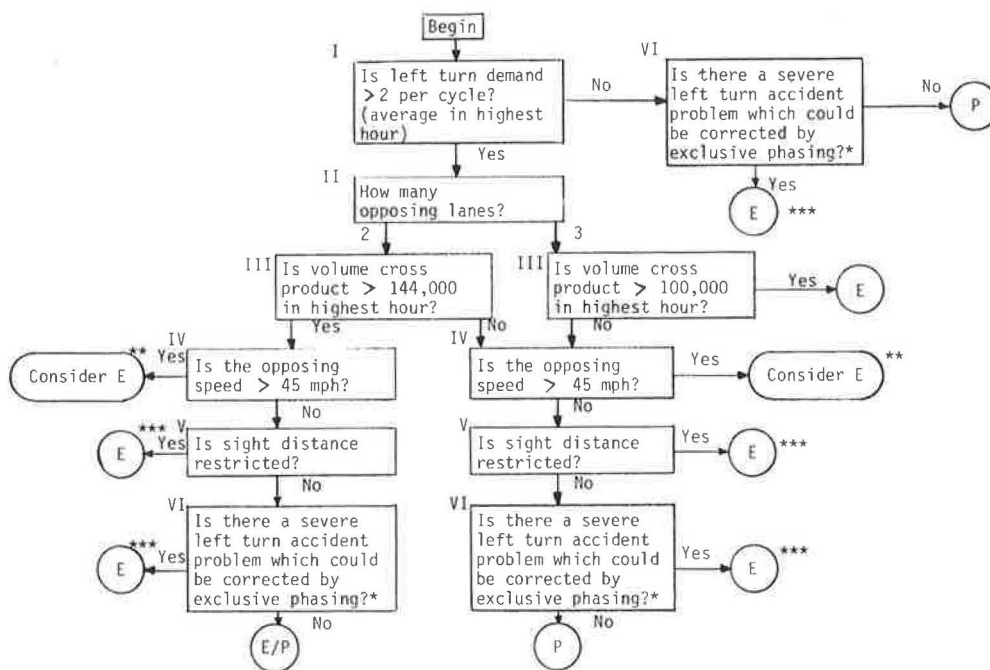 Begin
I
Is left turn demand
>2 per cycle?
(average in highest
hour)
No
Yes
VI
Is there a severe
left turn accident
problem which could
be corrected by
exclusive phasing?*
No
P
Yes
E ***
II
How many
opposing lanes?
2
3
III
Is volume cross
product > 144,000
in highest hour?
Yes
No
III
Is volume cross
product > 100,000
in highest hour?
Yes
E
No
IV
Is the opposing
speed > 45 mph?
Yes
**
Consider E
No
IV
Is the opposing
speed > 45 mph?
Yes
Consider E
**
No
V
Is sight distance
restricted?
***
Yes
E
No
V
Is sight distance
restricted?
Yes
E
***
No
VI
Is there a severe
left turn accident
problem which could
be corrected by
exclusive phasing?*
***
Yes
E
No
E/P
VI
Is there a severe
left turn accident
problem which could
be corrected by
exclusive phasing?*
Yes
E
***
No
P